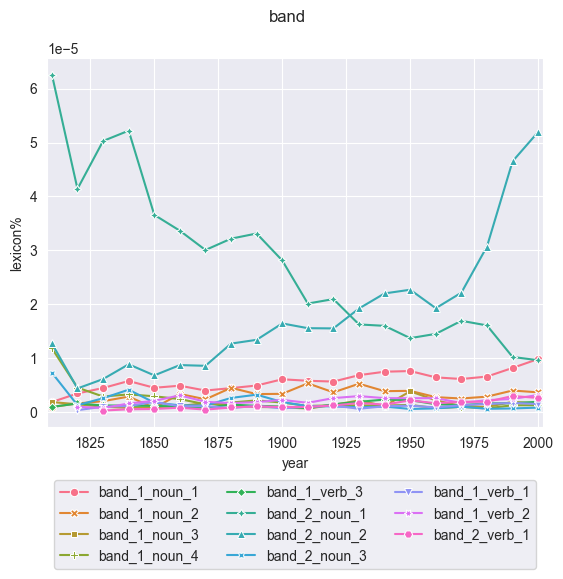 band
1e−5
6
5
4
3
2
1
0
lexicon%
1825 1850 1875 1900 1925 1950 1975 2000
year
band_1_noun_1 band_1_verb_3 band_1_verb_1
band_1_noun_2 band_2_noun_1 band_1_verb_2
band_1_noun_3 band_2_noun_2 band_2_verb_1
band_1_noun_4 band_2_noun_3